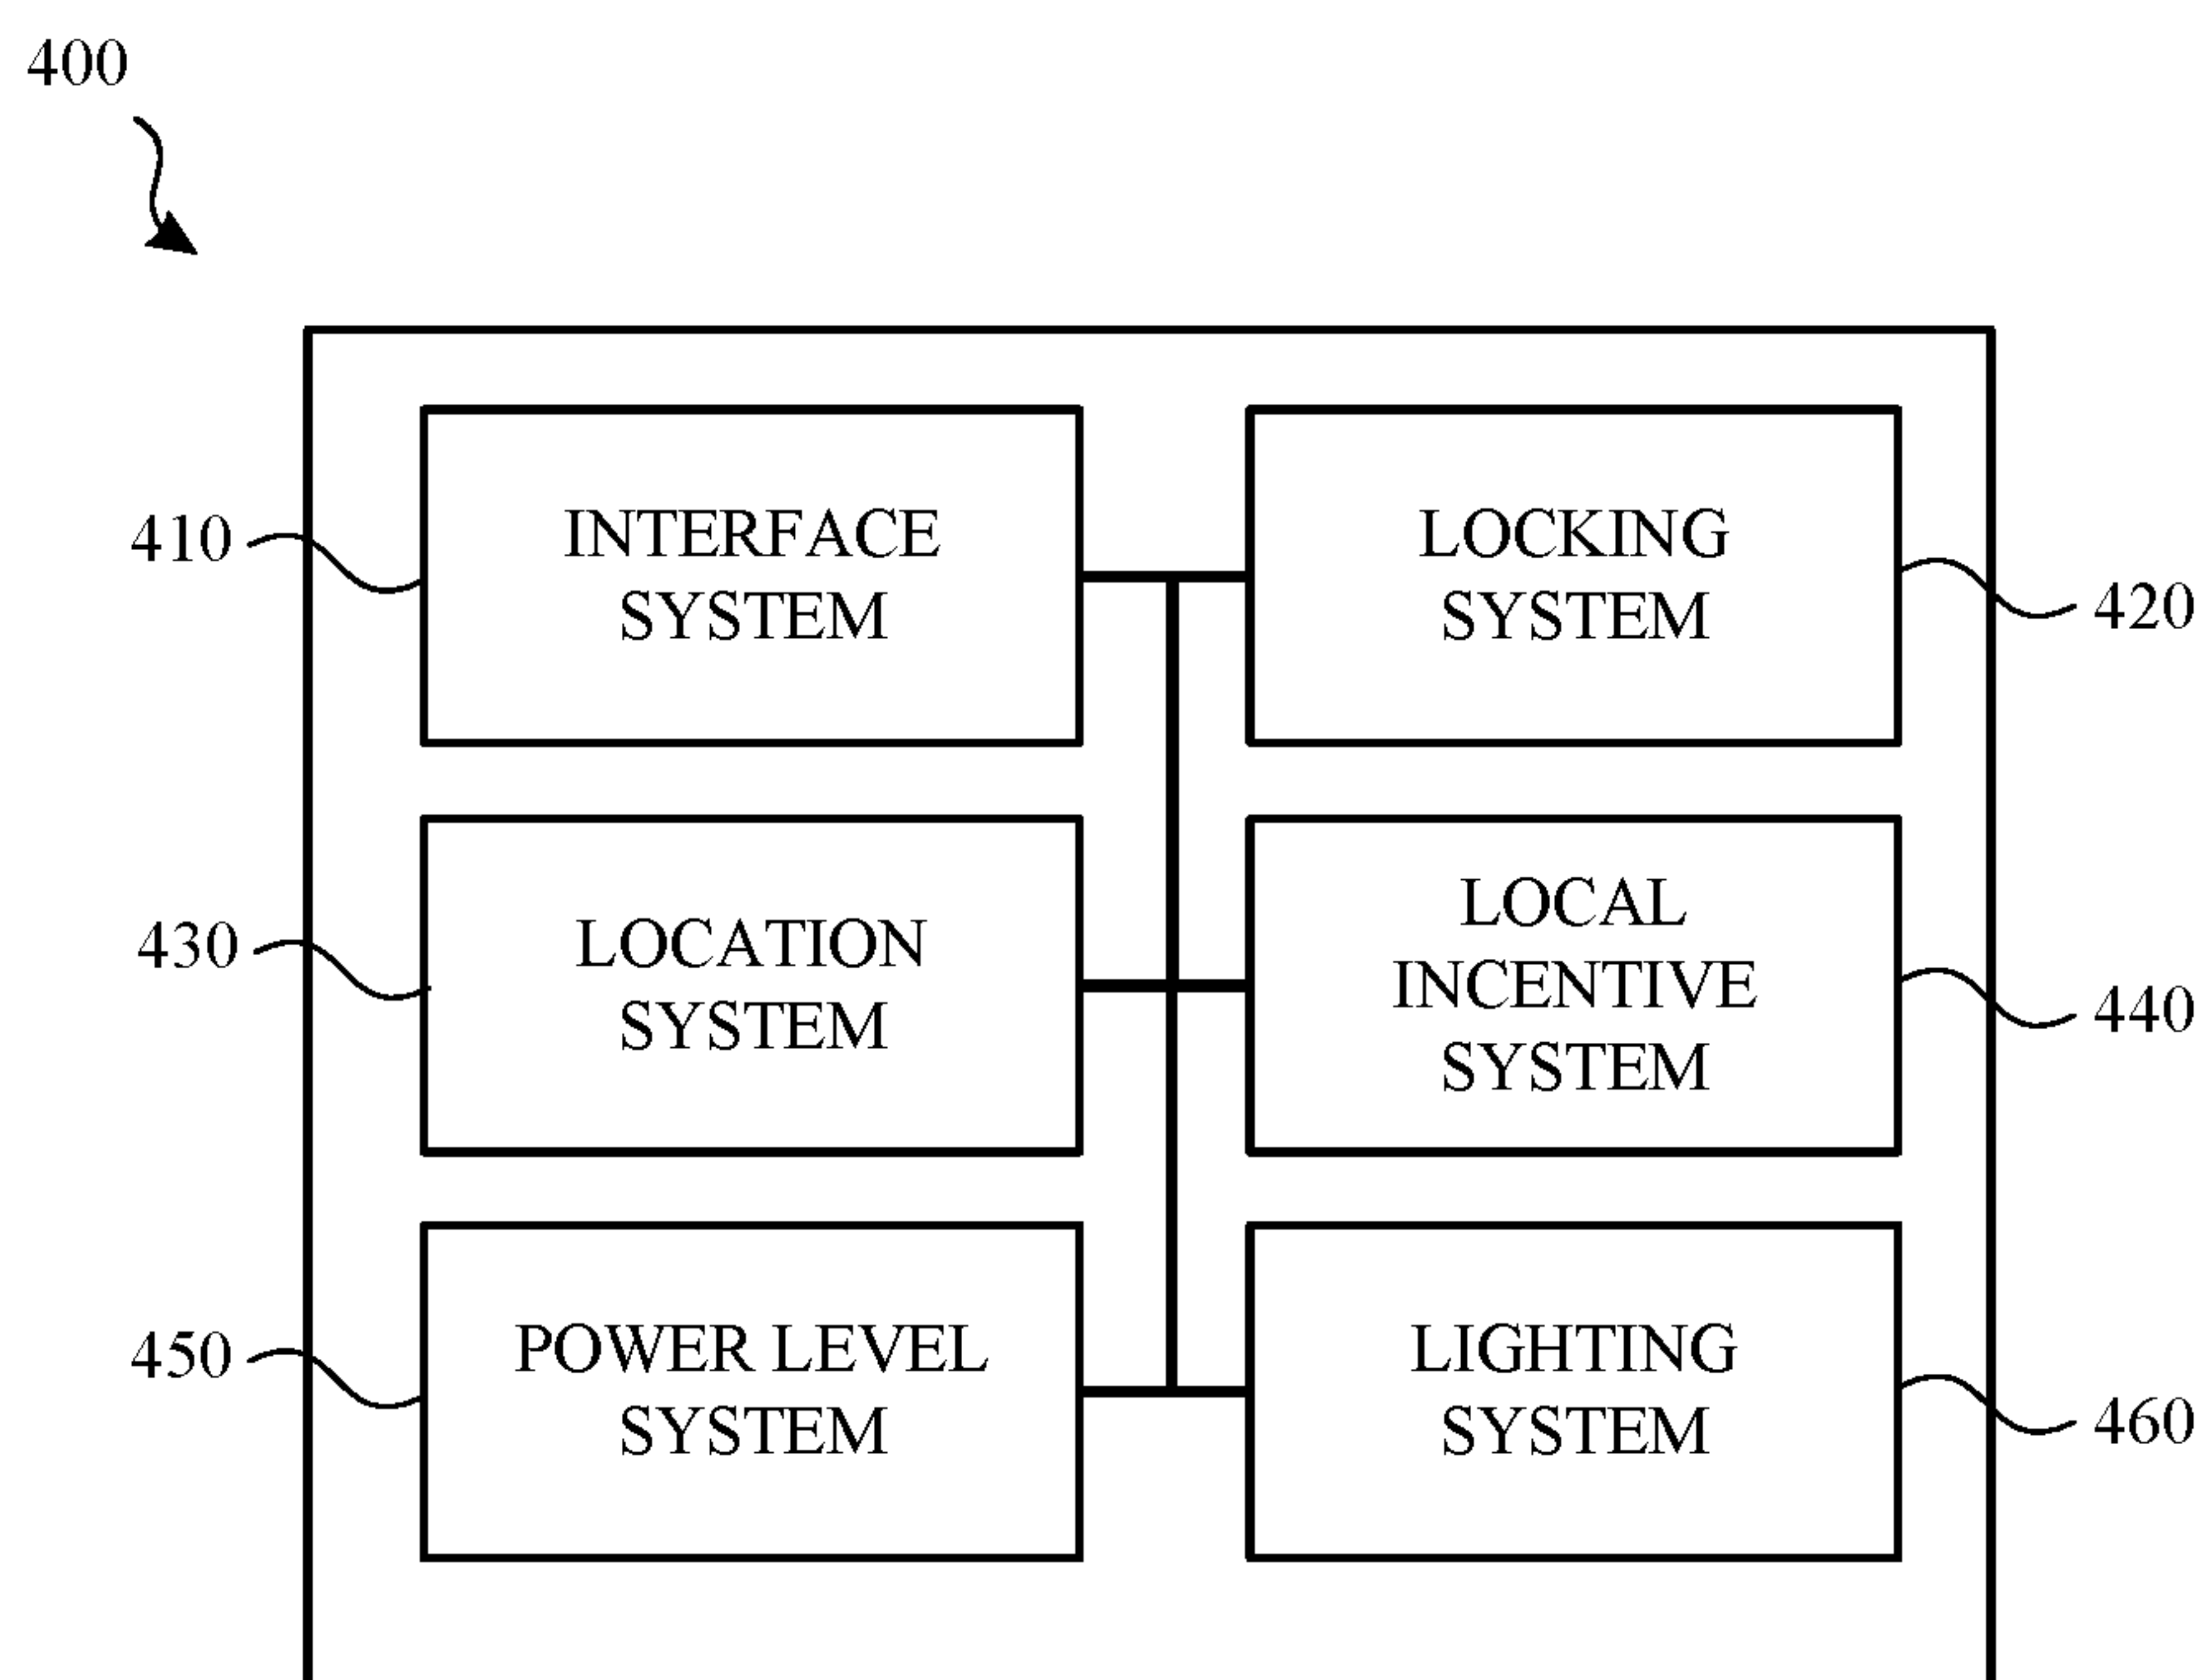 400
410
INTERFACE
SYSTEM
LOCKING
SYSTEM
420
430
LOCATION
SYSTEM
LOCAL
INCENTIVE
SYSTEM
440
450
POWER LEVEL
SYSTEM
LIGHTING
SYSTEM
460